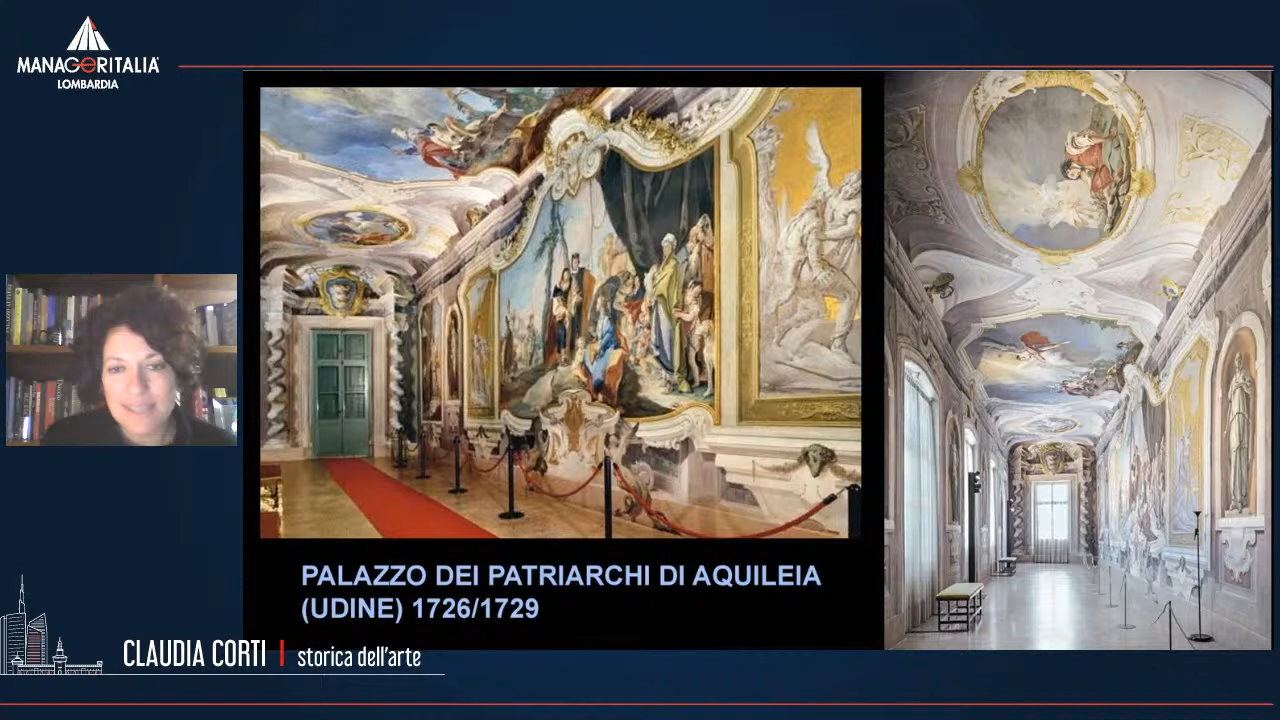 MANAGERITALIA
LOMBARDIA
PALAZZO DEI PATRIARCHI DI AQUILEIA
(UDINE) 1726/1729
CLAUDIA CORTI | storica dell'arte